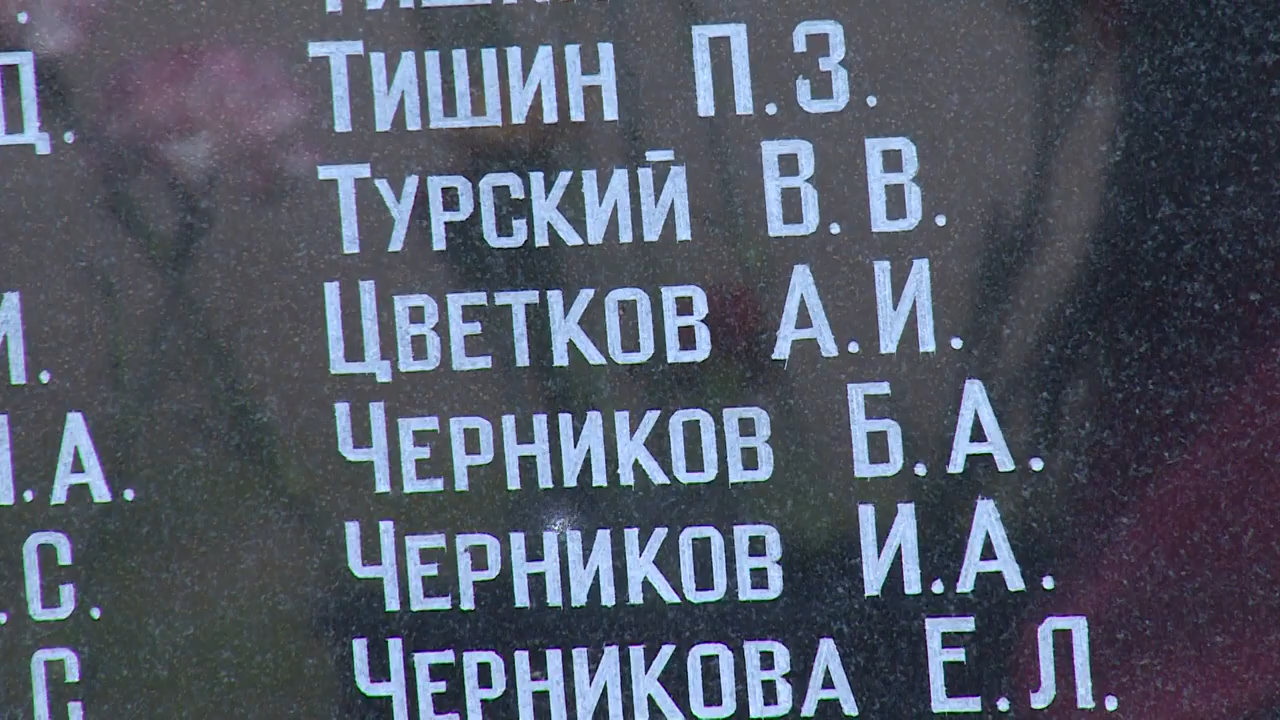 Д.
Тишин П.З.
Турский В.В.
И.
Цветков А.И.
А.
Черников Б.А.
С.
Черников И.А.
С
Черникова Е.Л.